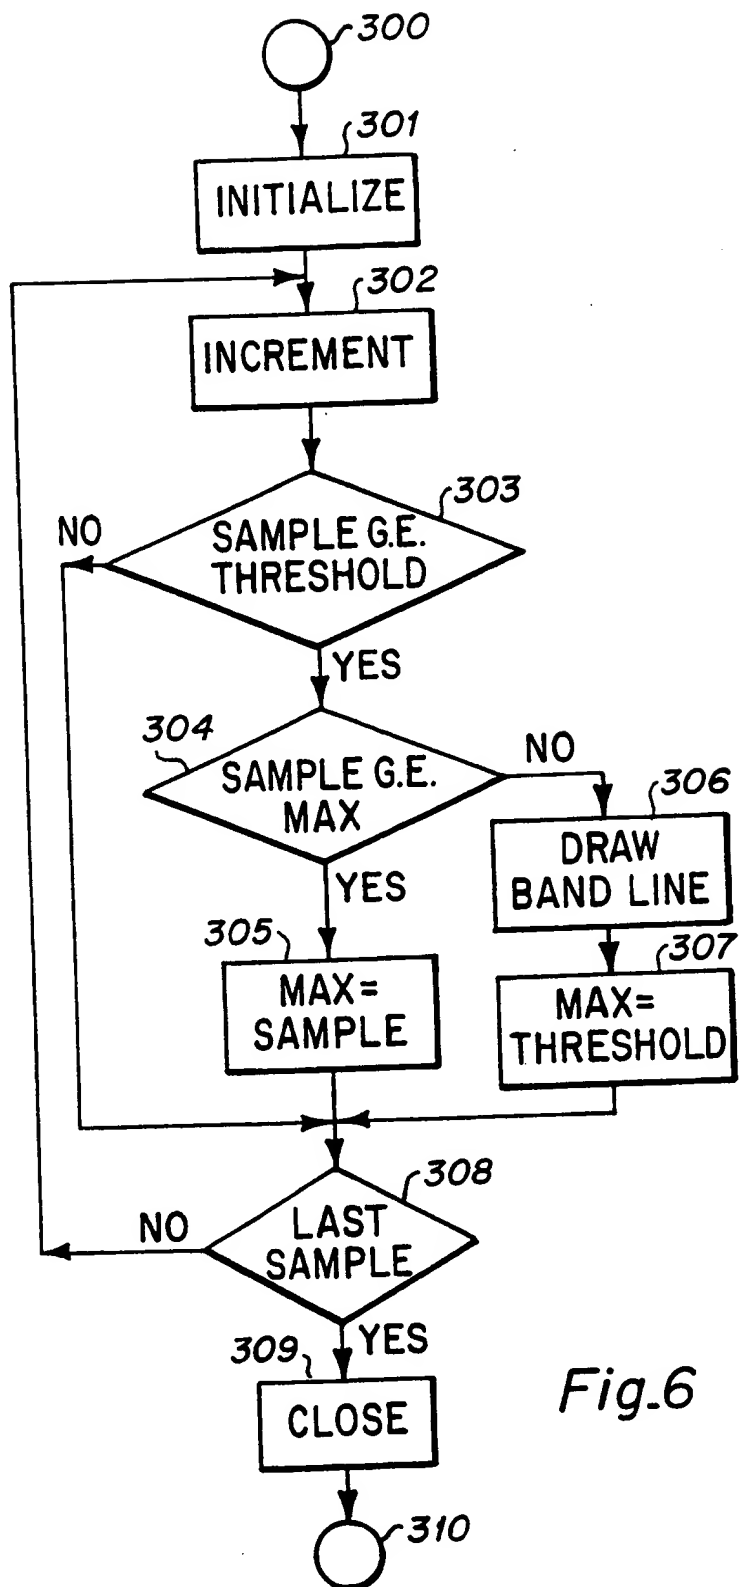 300
301
INITIALIZE
302
INCREMENT
303
NO
SAMPLE G.E.
THRESHOLD
YES
304
SAMPLE G.E.
MAX
NO
306
DRAW
BAND LINE
YES
305
MAX=
SAMPLE
307
MAX=
THRESHOLD
308
NO
LAST
SAMPLE
YES
309
CLOSE
Fig.6
310